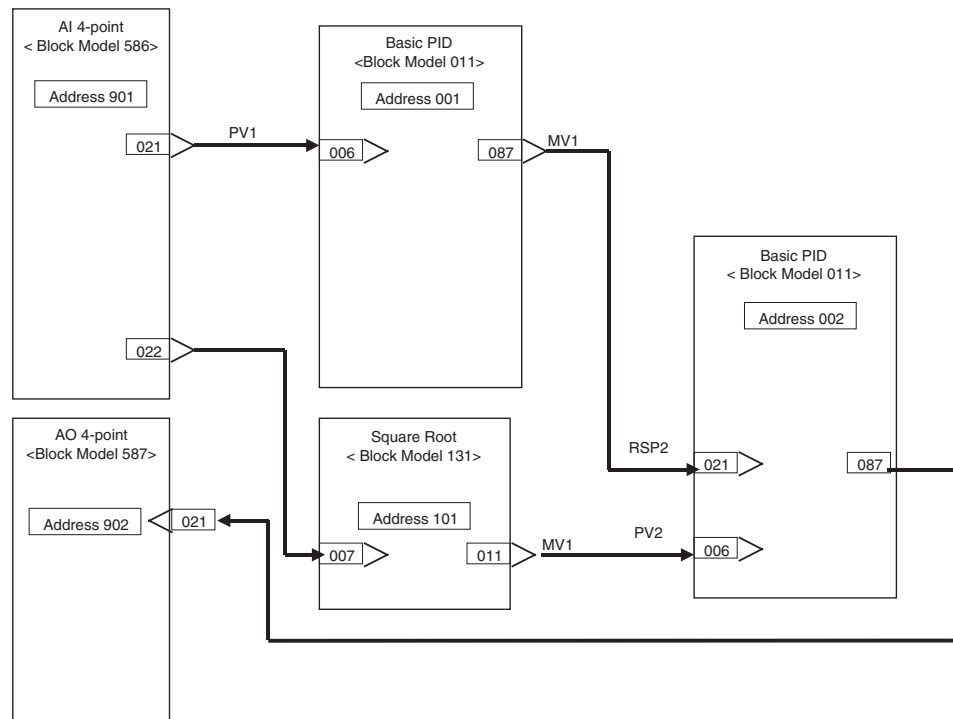 AI 4-point
< Block Model 586>
Address 901
021
022
PV1
Basic PID
<Block Model 011>
Address 001
006
087
MV1
Basic PID
< Block Model 011>
Address 002
RSP2
021
087
PV2
006
AO 4-point
<Block Model 587>
Address 902
021
Square Root
< Block Model 131>
Address 101
007
011
MV1